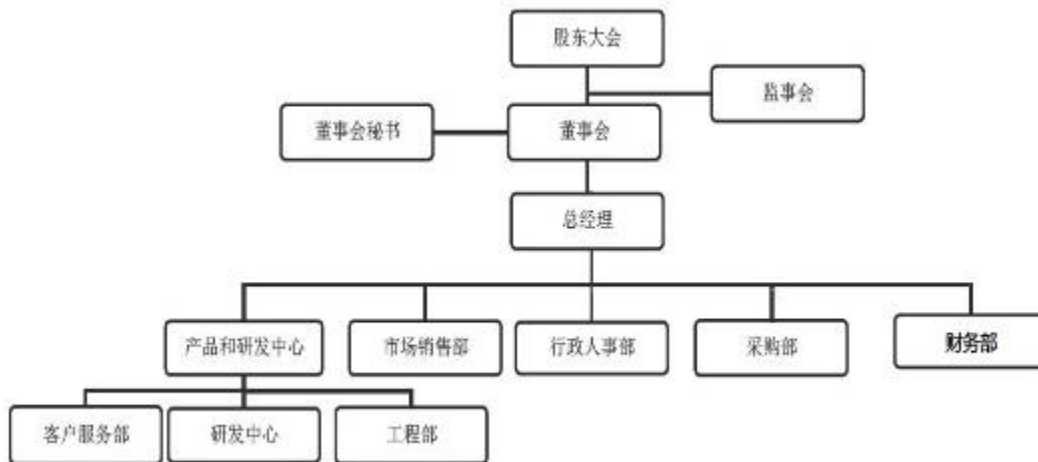 股东大会
监事会
董事会秘书
董事会
总经理
产品和研发中心
市场销售部
行政人事部
采购部
财务部
客户服务部
研发中心
工程部